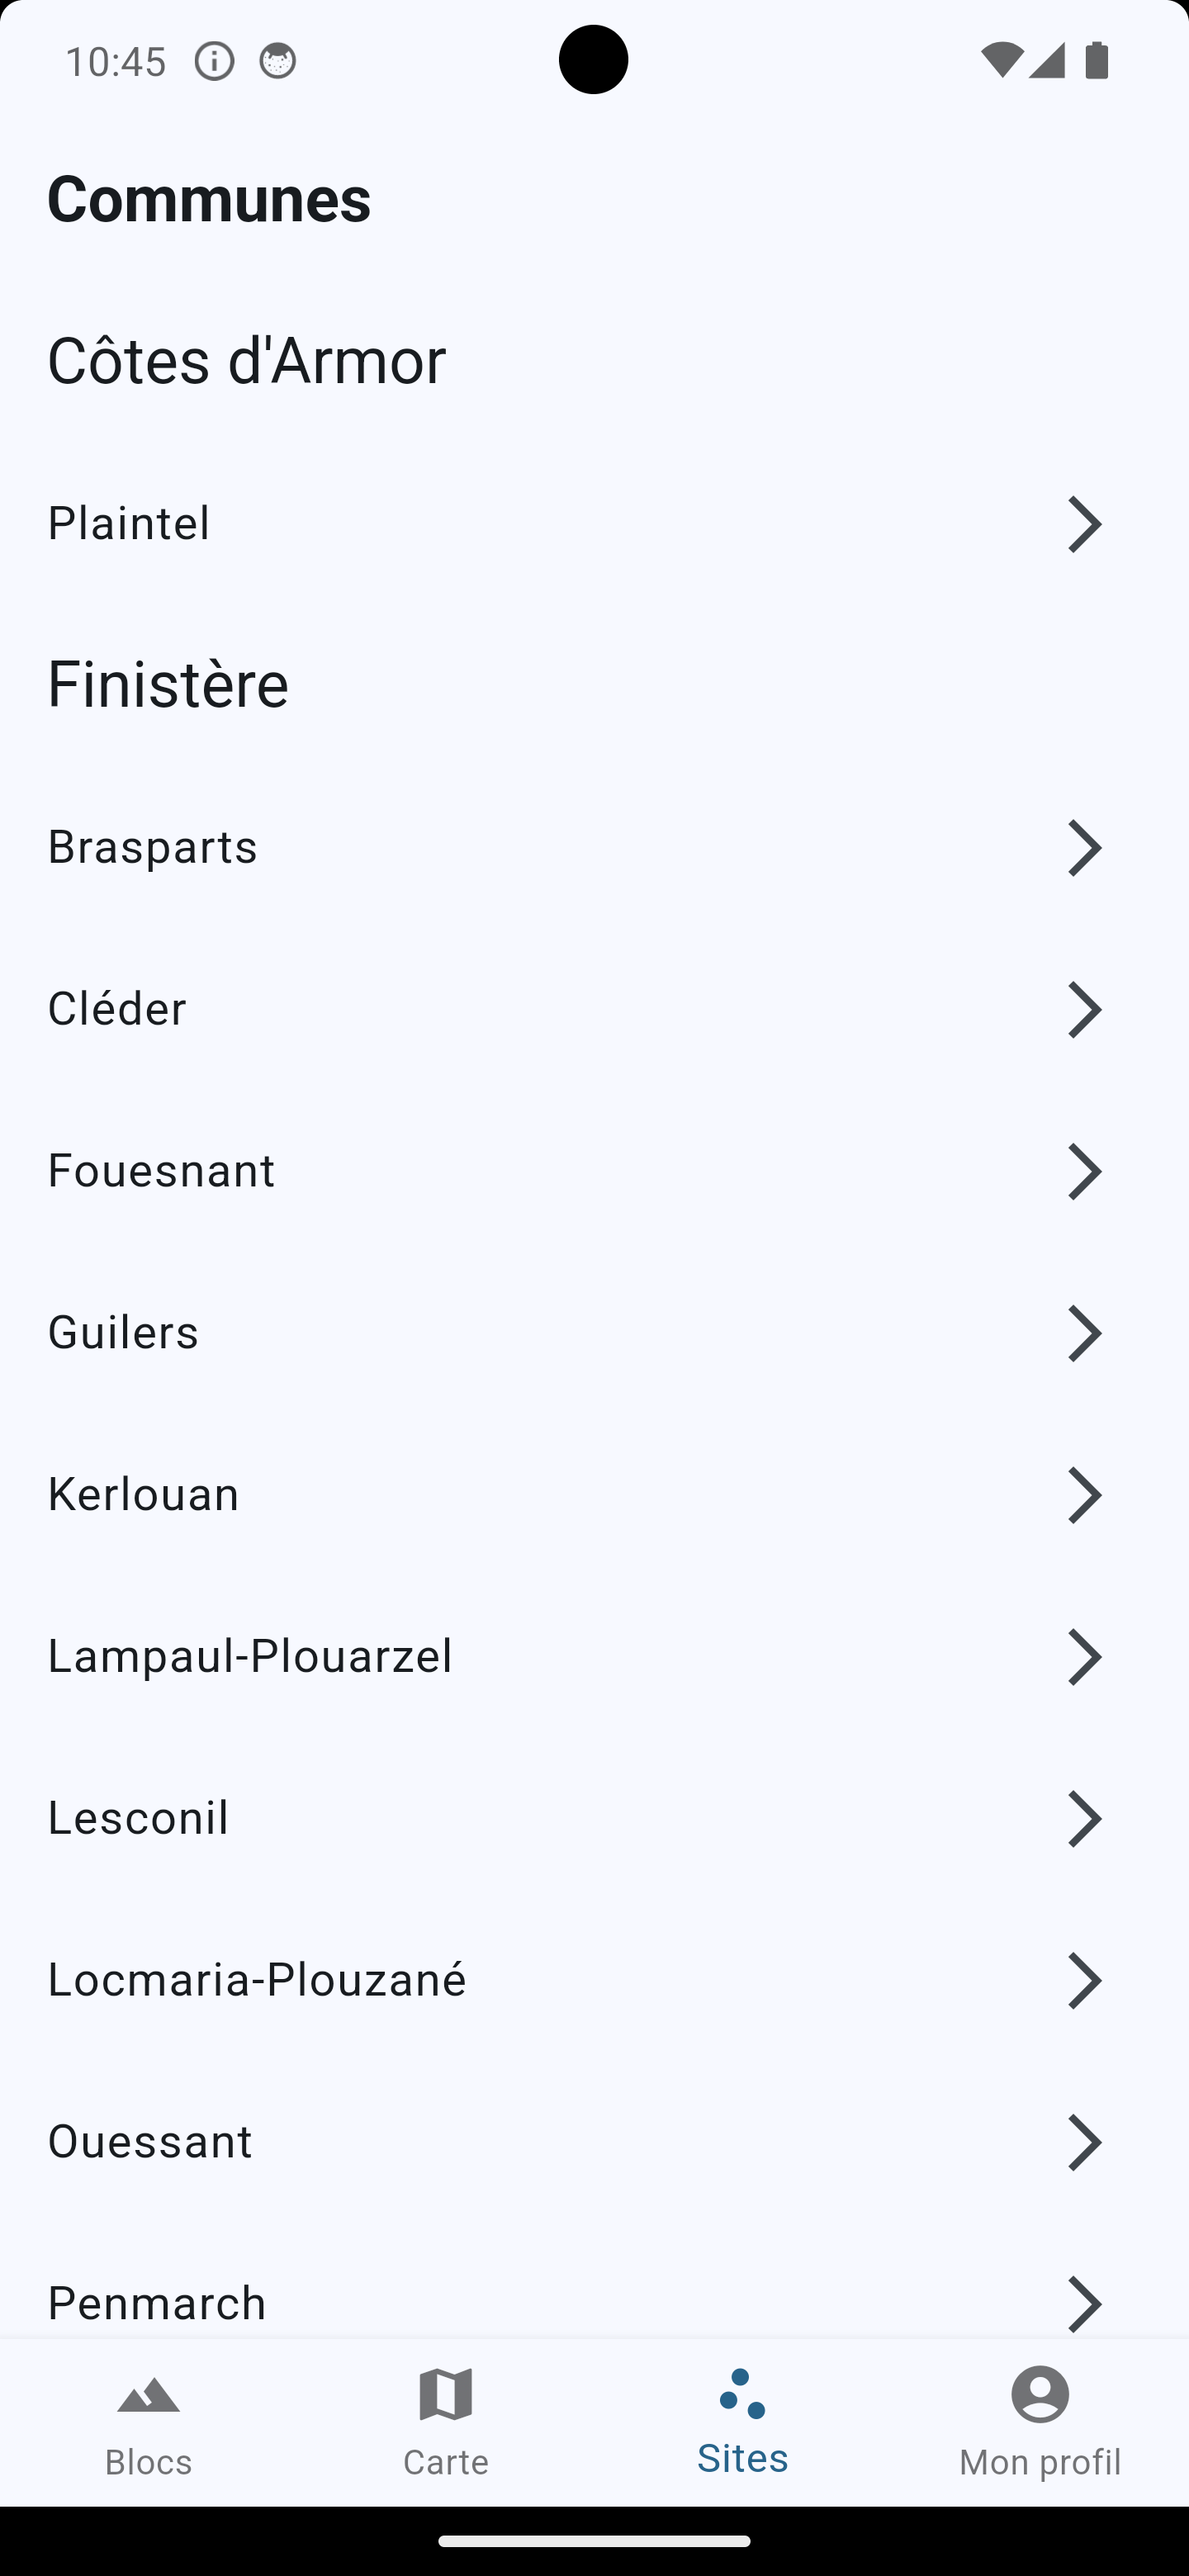 10:45
Communes
Côtes d'Armor
Plaintel
Finistère
Brasparts
Cléder
Fouesnant
Guilers
Kerlouan
Lampaul-Plouarzel
Lesconil
Locmaria-Plouzané
Ouessant
Penmarch
Blocs
Carte
Sites
Mon profil